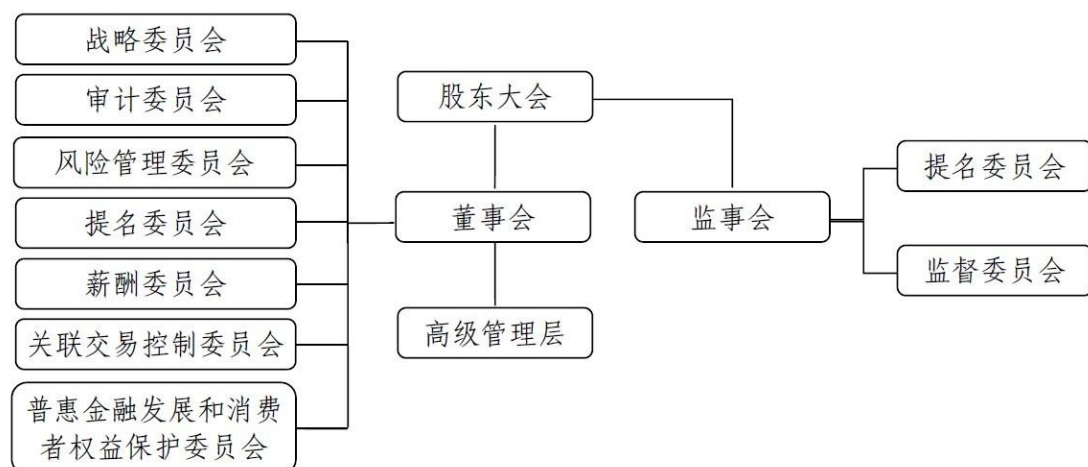 战略委员会
审计委员会
风险管理委员会
提名委员会
薪酬委员会
关联交易控制委员会
普惠金融发展和消费
者权益保护委员会
股东大会
董事会
高级管理层
监事会
提名委员会
监督委员会